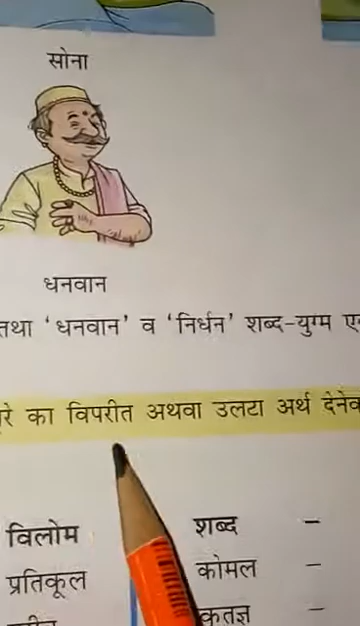 सोना
धनवान
तथा 'धनवान' व 'निर्धन' शब्द-युग्म
का विपरीत अथवा उलटा अर्थ
विलोम शब्द –
प्रतिकूल कोमल –
कृतज्ञ –